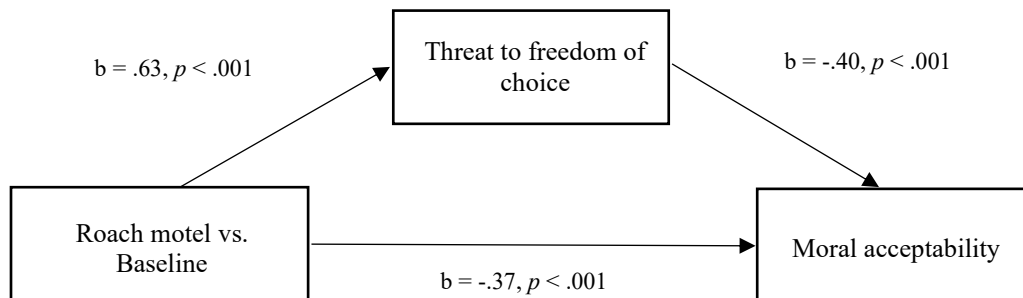 Threat to freedom of
choice
b = .63, p < .001
b = -.40, p < .001
Roach motel vs.
Baseline
Moral acceptability
b = -.37, p < .001